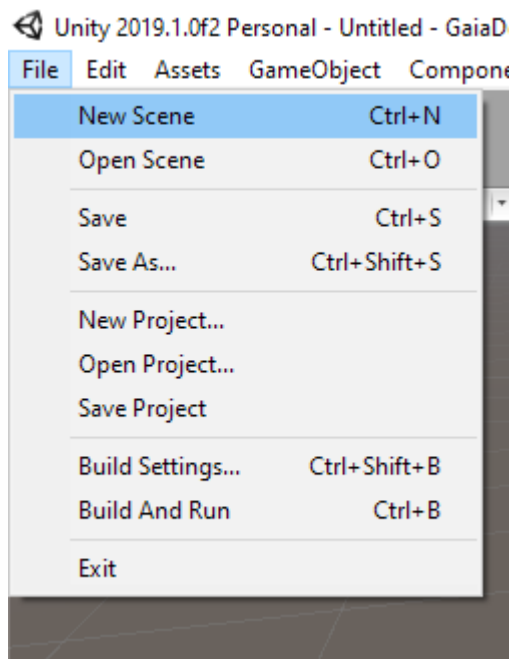 Unity 2019.1.0f2 Personal - Untitled - GaiaD
File Edit Assets GameObject Compone
New Scene Ctrl+N
Open Scene Ctrl+O
Save Ctrl+S
Save As... Ctrl+Shift+S
New Project...
Open Project...
Save Project
Build Settings... Ctrl+Shift+B
Build And Run Ctrl+B
Exit